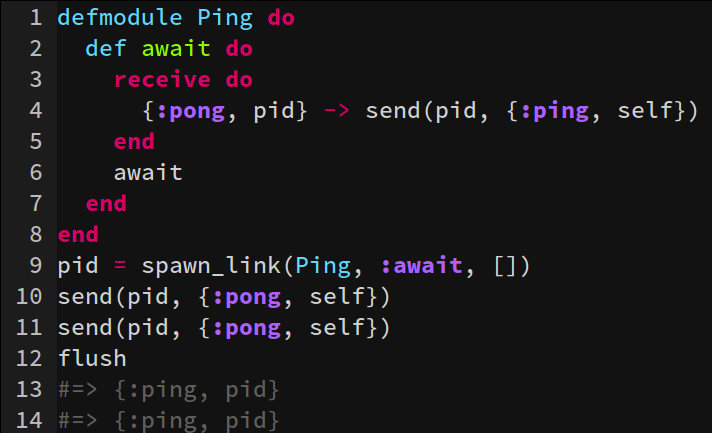 1 defmodule Ping do
2   def await do
3     receive do
4       {:pong, pid} -> send(pid, {:ping, self})
5     end
6     await
7   end
8 end
9 pid = spawn_link(Ping, :await, [])
10 send(pid, {:pong, self})
11 send(pid, {:pong, self})
12 flush
13 #=> {:ping, pid}
14 #=> {:ping, pid}